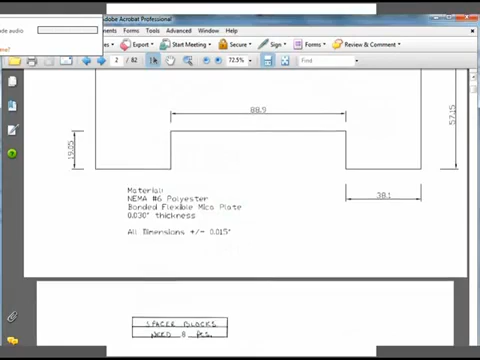 Adobe Acrobat Professional
Forms Tools Advanced Window Help
Export Start Meeting Secure Sign Forms Review & Comment
2 / 82 72.5% Find
88.9
57.15
19.05
38.1
Material:
NEMA #6 Polyester
Bonded Flexible Mica Plate
0.030" thickness
All Dimensions +/- 0.015"
SPACER BLOCKS
NEED 8 PCS.